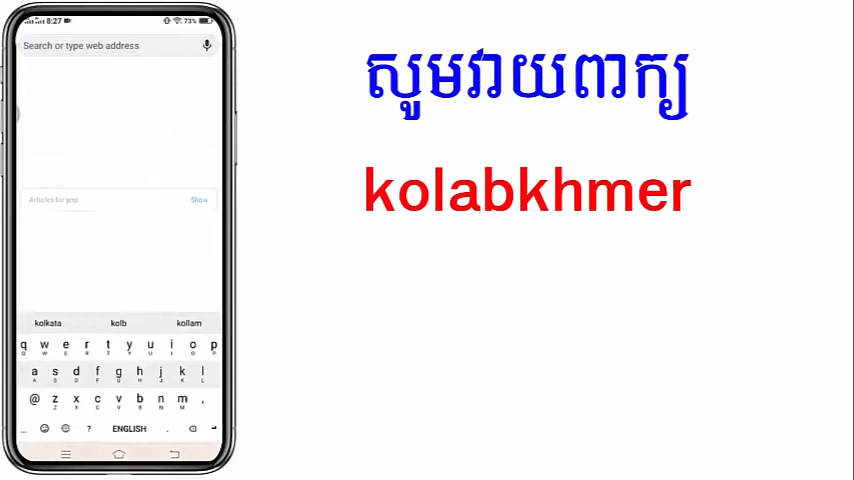 8:27 73%
Search or type web address
សូមវាយពាក្យ
kolabkhmer
Articles for you Show
kolkata kolb kollam
q w e r t y u i o p
Q W E R T Y U I O P
a s d f g h j k l
A S D F G H J K L
@ z x c v b n m ,
Z X C V B N M
... ? ENGLISH .